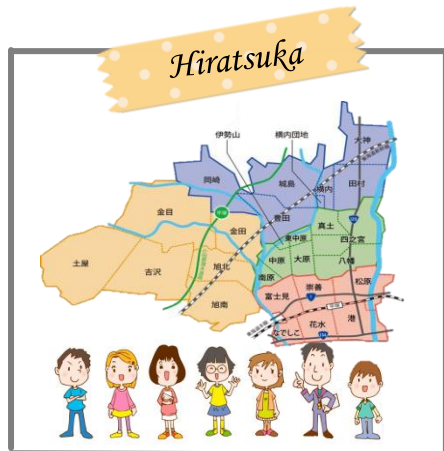 Hiratsuka
伊勢山
横内団地
大神
岡崎
城島
横内
田村
豊田
金目
金田
真土
東中原
四之宮
土屋
吉沢
旭北
中原
大原
八幡
南原
旭南
富士見
崇善
松原
花水
港
なでしこ